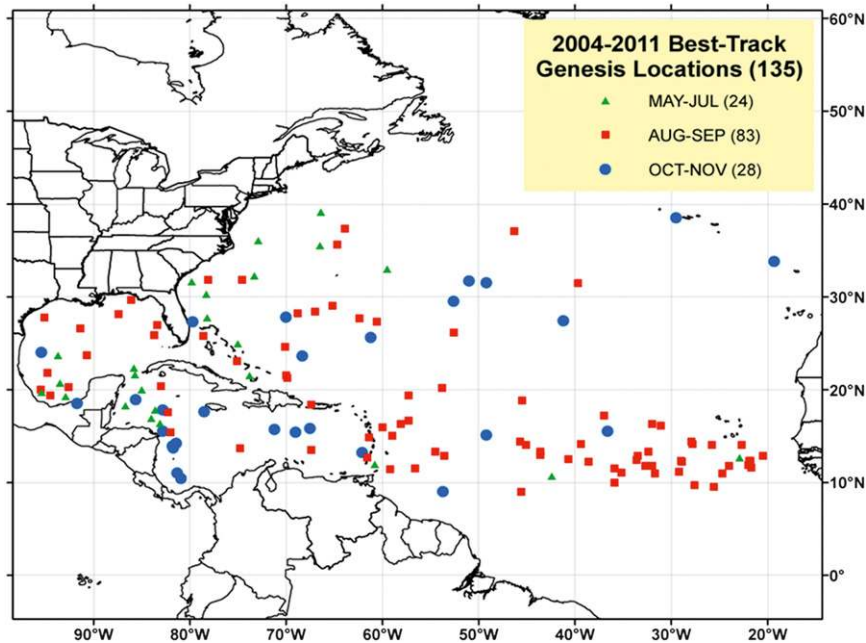 2004-2011 Best-Track
Genesis Locations (135)
MAY-JUL (24)
AUG-SEP (83)
OCT-NOV (28)
60°N
50°N
40°N
30°N
20°N
10°N
0°
90°W 80°W 70°W 60°W 50°W 40°W 30°W 20°W